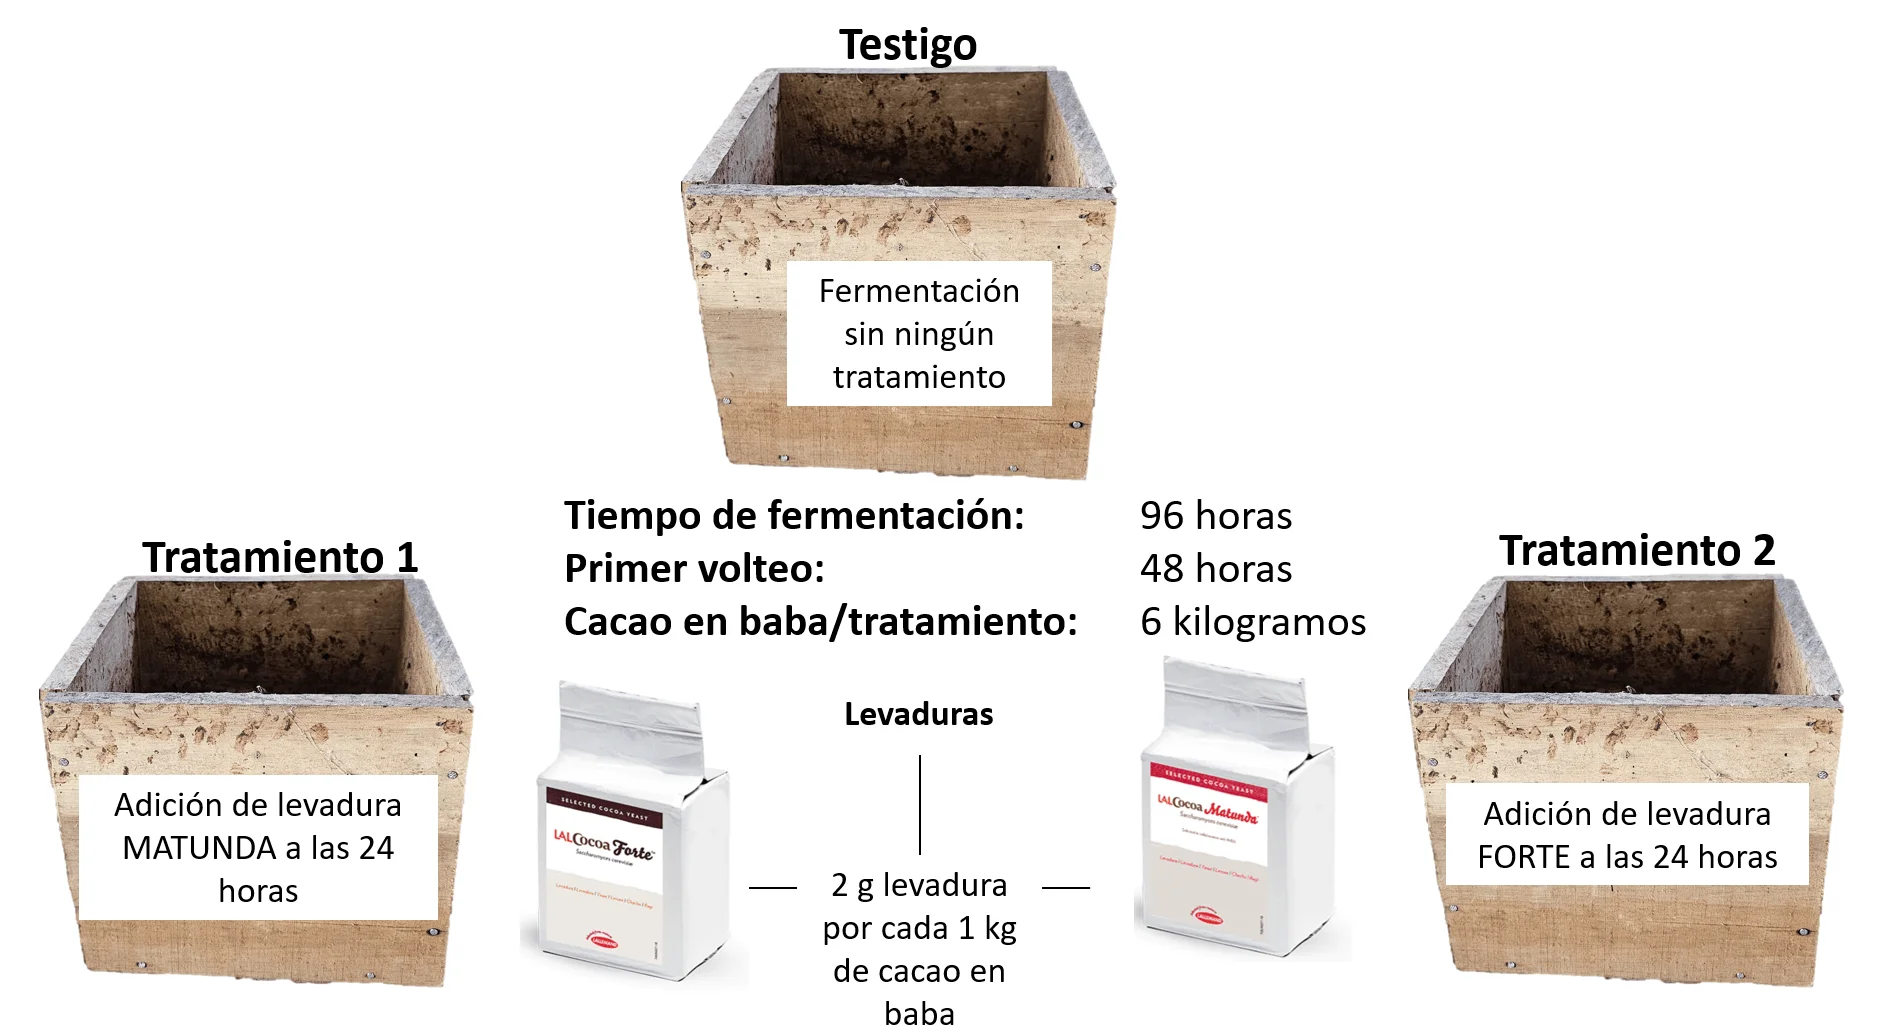 Testigo
Fermentación
sin ningún
tratamiento
Tiempo de fermentación: 96 horas
Primer volteo: 48 horas
Cacao en baba/tratamiento: 6 kilogramos
Tratamiento 1
Adición de levadura
MATUNDA a las 24
horas
Tratamiento 2
Adición de levadura
FORTE a las 24 horas
Levaduras
2 g levadura
por cada 1 kg
de cacao en
baba
SELECTED COCOA YEAST
LALCocoa Forte™
Saccharomyces cerevisiae
LALLEMAND
SELECTED COCOA YEAST
LALCocoa Matunda
Saccharomyces cerevisiae
LALLEMAND